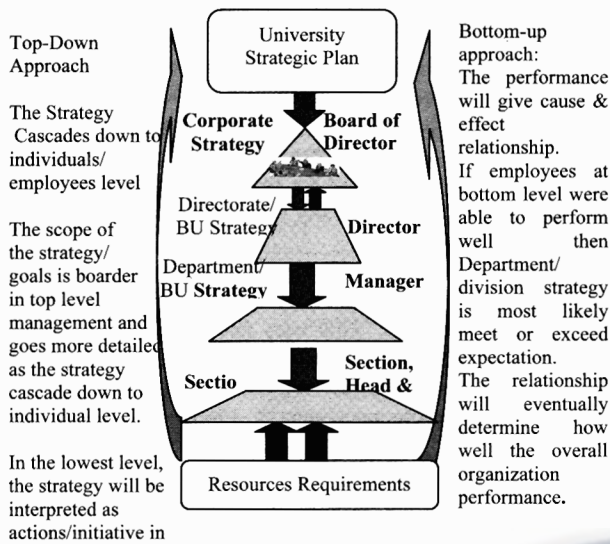 Top-Down
Approach
The Strategy
Cascades down to
individuals/
employees level
The scope of
the strategy/
goals is boarder
in top level
management and
goes more detailed
as the strategy
cascade down to
individual level.
In the lowest level,
the strategy will be
interpreted as
actions/initiative in
University
Strategic Plan
Corporate
Strategy
Board of
Director
Directorate/
BU Strategy
Director
Department/
BU Strategy
Manager
Sectio
Section,
Head &
Resources Requirements
Bottom-up
approach:
The performance
will give cause &
effect
relationship.
If employees at
bottom level were
able to perform
well then
Department/
division strategy
is most likely
meet or exceed
expectation.
The relationship
will eventually
determine how
well the overall
organization
performance.